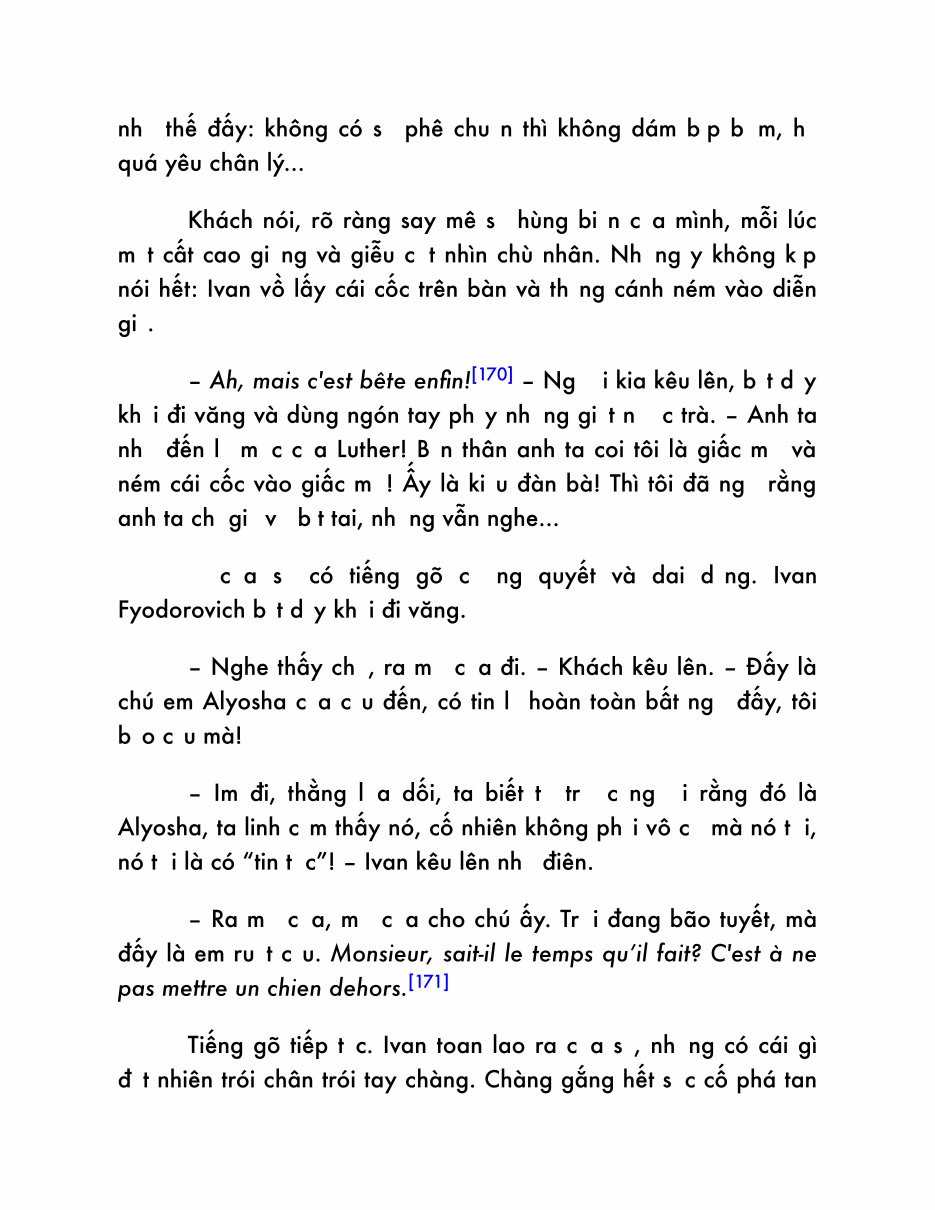 nh thế đấy: không có s phê chu n thì không dám b p b m, h
quá yêu chân lý...
Khách nói, rõ ràng say mê s hùng bi n c a mình, mỗi lúc
m t cất cao gi ng và giễu c t nhìn chù nhân. Nh ng y không k p
nói hết: Ivan vồ lấy cái cốc trên bàn và th ng cánh ném vào diễn
gi .
– Ah, mais c'est bête enfin![170] – Ng i kia kêu lên, b t d y
kh i đi văng và dùng ngón tay ph y nh ng gi t n c trà. – Anh ta
nh đến l m c c a Luther! B n thân anh ta coi tôi là giấc m và
ném cái cốc vào giấc m ! Ấy là ki u đàn bà! Thì tôi đã ng rằng
anh ta ch gi v b t tai, nh ng vẫn nghe...
c a s có tiếng gõ c ng quyết và dai d ng. Ivan
Fyodorovich b t d y kh i đi văng.
– Nghe thấy ch , ra m c a đi. – Khách kêu lên. – Đấy là
chú em Alyosha c a c u đến, có tin l hoàn toàn bất ng đấy, tôi
b o c u mà!
– Im đi, thằng l a dối, ta biết t tr c ng i rằng đó là
Alyosha, ta linh c m thấy nó, cố nhiên không ph i vô c mà nó t i,
nó t i là có “tin t c”! – Ivan kêu lên nh điên.
– Ra m c a, m c a cho chú ấy. Tr i đang bão tuyết, mà
đấy là em ru t c u. Monsieur, sait-il le temps qu’il fait? C'est à ne
pas mettre un chien dehors.[171]
Tiếng gõ tiếp t c. Ivan toan lao ra c a s , nh ng có cái gì
đ t nhiên trói chân trói tay chàng. Chàng gắng hết s c cố phá tan